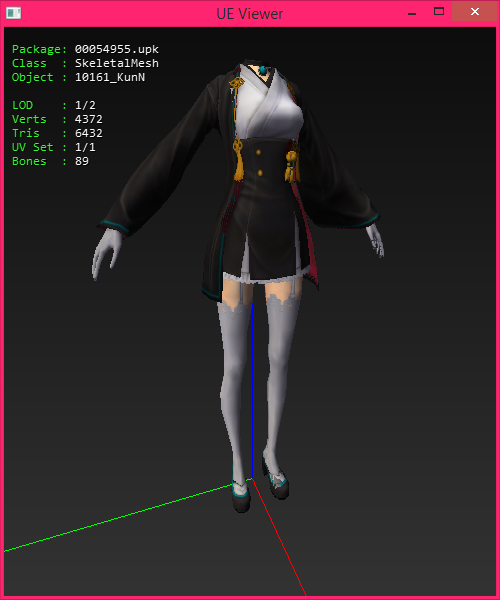 UE Viewer
Package: 00054955.upk
Class  : SkeletalMesh
Object : 10161_KunN
LOD    : 1/2
Verts  : 4372
Tris   : 6432
UV Set : 1/1
Bones  : 89